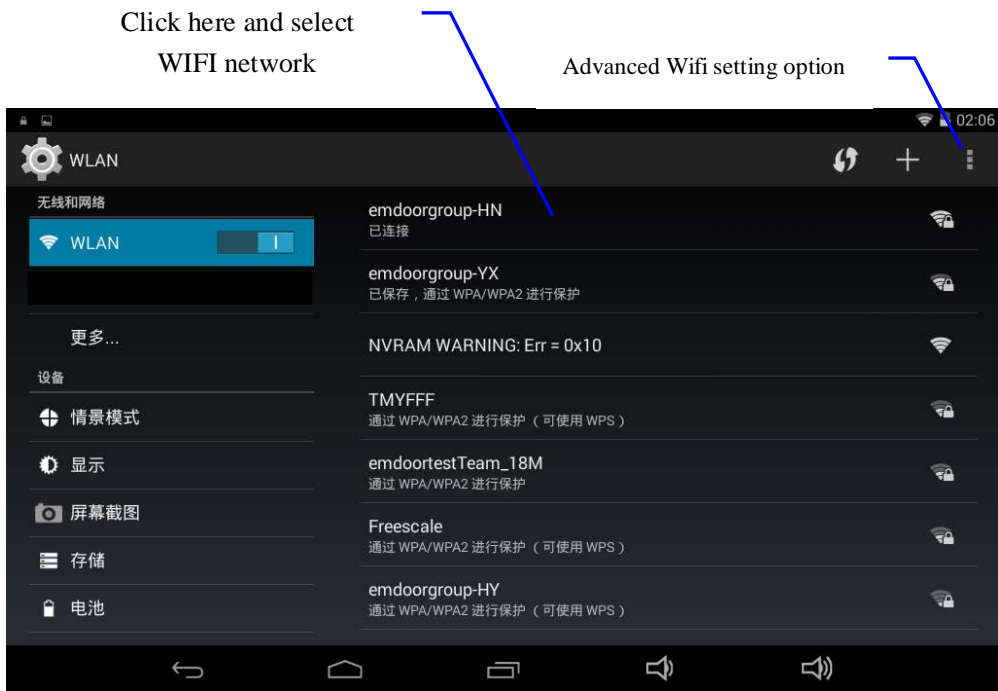 Click here and select
WIFI network
Advanced Wifi setting option
02:06
WLAN
无线和网络
WLAN
更多...
设备
情景模式
显示
屏幕截图
存储
电池
emdoorgroup-HN
已连接
emdoorgroup-YX
已保存，通过 WPA/WPA2 进行保护
NVRAM WARNING: Err = 0x10
TMYFFF
通过 WPA/WPA2 进行保护（可使用 WPS）
emdoortestTeam_18M
通过 WPA/WPA2 进行保护
Freescale
通过 WPA/WPA2 进行保护（可使用 WPS）
emdoorgroup-HY
通过 WPA/WPA2 进行保护（可使用 WPS）